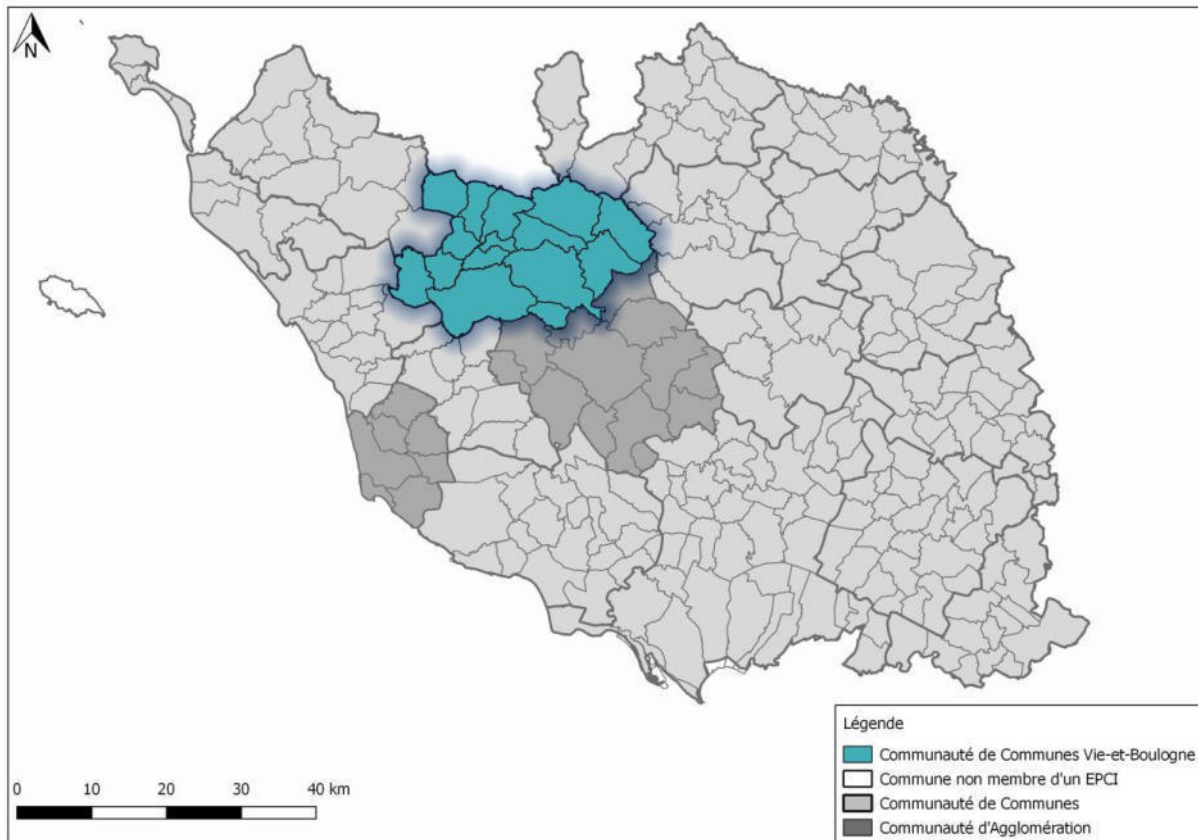 N
Légende
Communauté de Communes Vie-et-Boulogne
Commune non membre d'un EPCI
Communauté de Communes
Communauté d'Agglomération
0 10 20 30 40 km